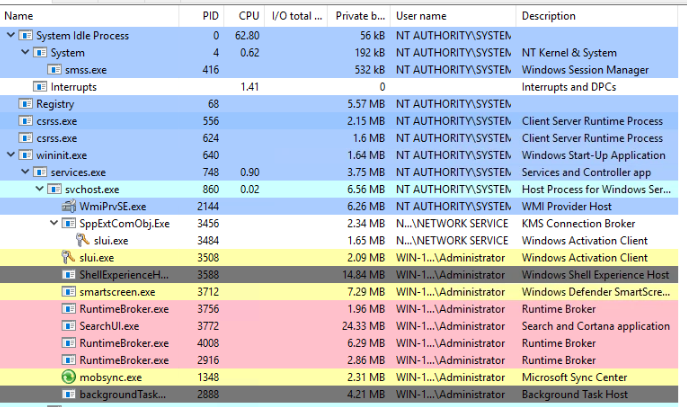 Name PID CPU I/O total ... Private b... User name Description
System Idle Process 0 62.80 56 kB NT AUTHORITY\SYSTEM
System 4 0.62 192 kB NT AUTHORITY\SYSTEM NT Kernel & System
smss.exe 416 532 kB NT AUTHORITY\SYSTEM Windows Session Manager
Interrupts 1.41 0 Interrupts and DPCs
Registry 68 5.57 MB NT AUTHORITY\SYSTEM
csrss.exe 556 2.15 MB NT AUTHORITY\SYSTEM Client Server Runtime Process
csrss.exe 624 1.6 MB NT AUTHORITY\SYSTEM Client Server Runtime Process
wininit.exe 640 1.64 MB NT AUTHORITY\SYSTEM Windows Start-Up Application
services.exe 748 0.90 3.75 MB NT AUTHORITY\SYSTEM Services and Controller app
svchost.exe 860 0.02 6.56 MB NT AUTHORITY\SYSTEM Host Process for Windows Ser...
WmiPrvSE.exe 2144 6.26 MB NT AUTHORITY\SYSTEM WMI Provider Host
SppExtComObj.Exe 3456 2.34 MB N...\NETWORK SERVICE KMS Connection Broker
slui.exe 3484 1.65 MB N...\NETWORK SERVICE Windows Activation Client
slui.exe 3508 2.09 MB WIN-1...\Administrator Windows Activation Client
ShellExperienceH... 3588 14.84 MB WIN-1...\Administrator Windows Shell Experience Host
smartscreen.exe 3712 7.29 MB WIN-1...\Administrator Windows Defender SmartScre...
RuntimeBroker.exe 3756 1.96 MB WIN-1...\Administrator Runtime Broker
SearchUI.exe 3772 24.33 MB WIN-1...\Administrator Search and Cortana application
RuntimeBroker.exe 4008 6.29 MB WIN-1...\Administrator Runtime Broker
RuntimeBroker.exe 2916 2.86 MB WIN-1...\Administrator Runtime Broker
mobsync.exe 1348 2.31 MB WIN-1...\Administrator Microsoft Sync Center
backgroundTask... 2888 4.21 MB WIN-1...\Administrator Background Task Host